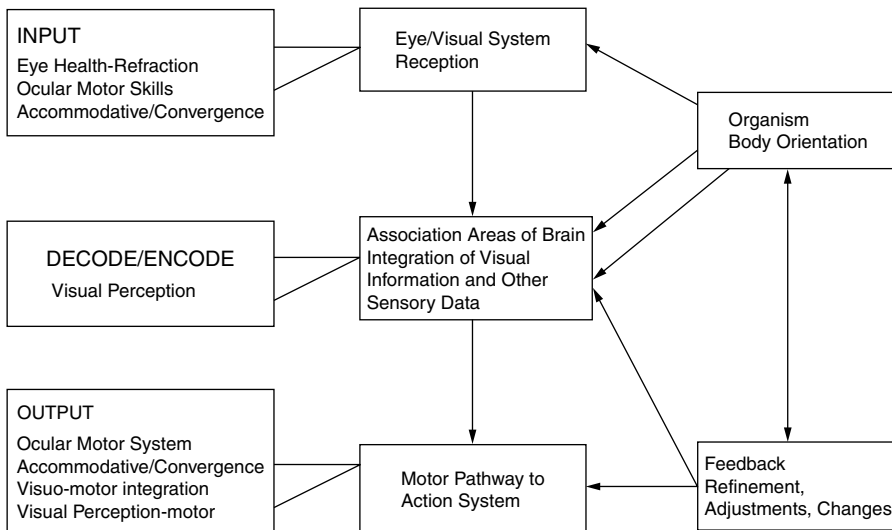 INPUT
Eye Health-Refraction
Ocular Motor Skills
Accommodative/Convergence
Eye/Visual System
Reception
Organism
Body Orientation
DECODE/ENCODE
Visual Perception
Association Areas of Brain
Integration of Visual
Information and Other
Sensory Data
OUTPUT
Ocular Motor System
Accommodative/Convergence
Visuo-motor integration
Visual Perception-motor
Motor Pathway to
Action System
Feedback
Refinement,
Adjustments, Changes